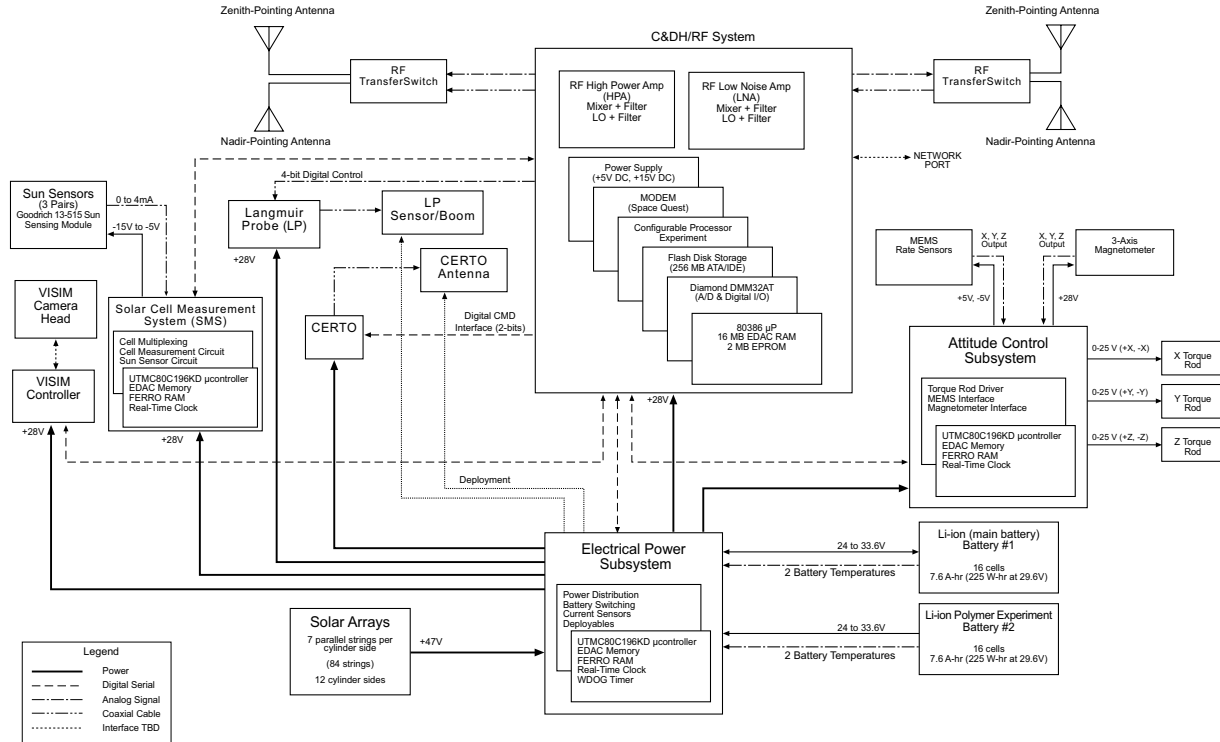 Zenith-Pointing Antenna
Zenith-Pointing Antenna
C&DH/RF System
RF
TransferSwitch
RF High Power Amp
(HPA)
Mixer + Filter
LO + Filter
RF Low Noise Amp
(LNA)
Mixer + Filter
LO + Filter
RF
TransferSwitch
Nadir-Pointing Antenna
Nadir-Pointing Antenna
NETWORK
PORT
4-bit Digital Control
Power Supply
(+5V DC, +15V DC)
MODEM
(Space Quest)
Configurable Processor
Experiment
Flash Disk Storage
(256 MB ATA/IDE)
Diamond DMM32AT
(A/D & Digital I/O)
80386 µP
16 MB EDAC RAM
2 MB EPROM
+28V
Sun Sensors
(3 Pairs)
Goodrich 13-515 Sun
Sensing Module
0 to 4mA
-15V to -5V
Langmuir
Probe (LP)
+28V
LP
Sensor/Boom
CERTO
Antenna
CERTO
Digital CMD
Interface (2-bits)
VISIM
Camera
Head
VISIM
Controller
+28V
Solar Cell Measurement
System (SMS)
Cell Multiplexing
Cell Measurement Circuit
Sun Sensor Circuit
UTMC80C196KD µcontroller
EDAC Memory
FERRO RAM
Real-Time Clock
+28V
MEMS
Rate Sensors
X, Y, Z
Output
X, Y, Z
Output
3-Axis
Magnetometer
+5V, -5V
+28V
Attitude Control
Subsystem
Torque Rod Driver
MEMS Interface
Magnetometer Interface
UTMC80C196KD µcontroller
EDAC Memory
FERRO RAM
Real-Time Clock
0-25 V (+X, -X)
X Torque
Rod
0-25 V (+Y, -Y)
Y Torque
Rod
0-25 V (+Z, -Z)
Z Torque
Rod
Deployment
Electrical Power
Subsystem
Power Distribution
Battery Switching
Current Sensors
Deployables
UTMC80C196KD µcontroller
EDAC Memory
FERRO RAM
Real-Time Clock
WDOG Timer
24 to 33.6V
2 Battery Temperatures
Li-ion (main battery)
Battery #1
16 cells
7.6 A-hr (225 W-hr at 29.6V)
24 to 33.6V
2 Battery Temperatures
Li-ion Polymer Experiment
Battery #2
16 cells
7.6 A-hr (225 W-hr at 29.6V)
Solar Arrays
7 parallel strings per
cylinder side
(84 strings)
12 cylinder sides
+47V
Legend
Power
Digital Serial
Analog Signal
Coaxial Cable
Interface TBD